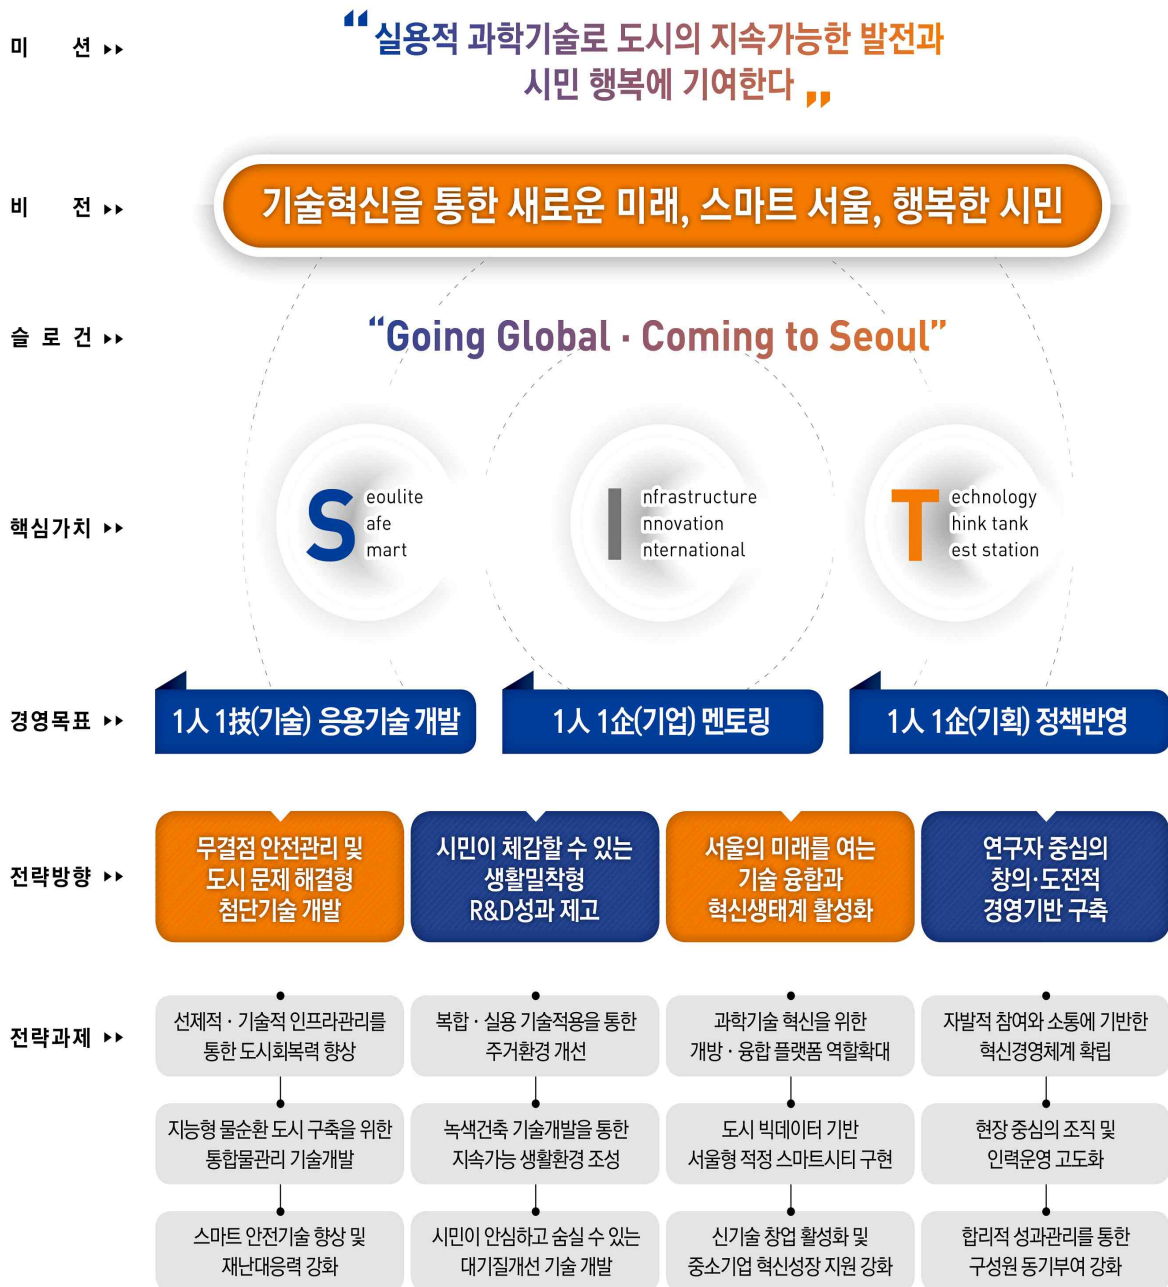 미 션 ▸▸
“실용적 과학기술로 도시의 지속가능한 발전과
시민 행복에 기여한다”
비 전 ▸▸
기술혁신을 통한 새로운 미래, 스마트 서울, 행복한 시민
슬 로 건 ▸▸
“Going Global · Coming to Seoul”
핵심가치 ▸▸
S
eoulite
afe
mart
I
nfrastructure
nnovation
nternational
T
echnology
hink tank
est station
경영목표 ▸▸
1人 1技(기술) 응용기술 개발
1人 1企(기업) 멘토링
1人 1企(기획) 정책반영
전략방향 ▸▸
무결점 안전관리 및
도시 문제 해결형
첨단기술 개발
시민이 체감할 수 있는
생활밀착형
R&D성과 제고
서울의 미래를 여는
기술 융합과
혁신생태계 활성화
연구자 중심의
창의·도전적
경영기반 구축
전략과제 ▸▸
선제적 · 기술적 인프라관리를
통한 도시회복력 향상
복합 · 실용 기술적용을 통한
주거환경 개선
과학기술 혁신을 위한
개방 · 융합 플랫폼 역할확대
자발적 참여와 소통에 기반한
혁신경영체계 확립
지능형 물순환 도시 구축을 위한
통합물관리 기술개발
녹색건축 기술개발을 통한
지속가능 생활환경 조성
도시 빅데이터 기반
서울형 적정 스마트시티 구현
현장 중심의 조직 및
인력운영 고도화
스마트 안전기술 향상 및
재난대응력 강화
시민이 안심하고 숨실 수 있는
대기질개선 기술 개발
신기술 창업 활성화 및
중소기업 혁신성장 지원 강화
합리적 성과관리를 통한
구성원 동기부여 강화